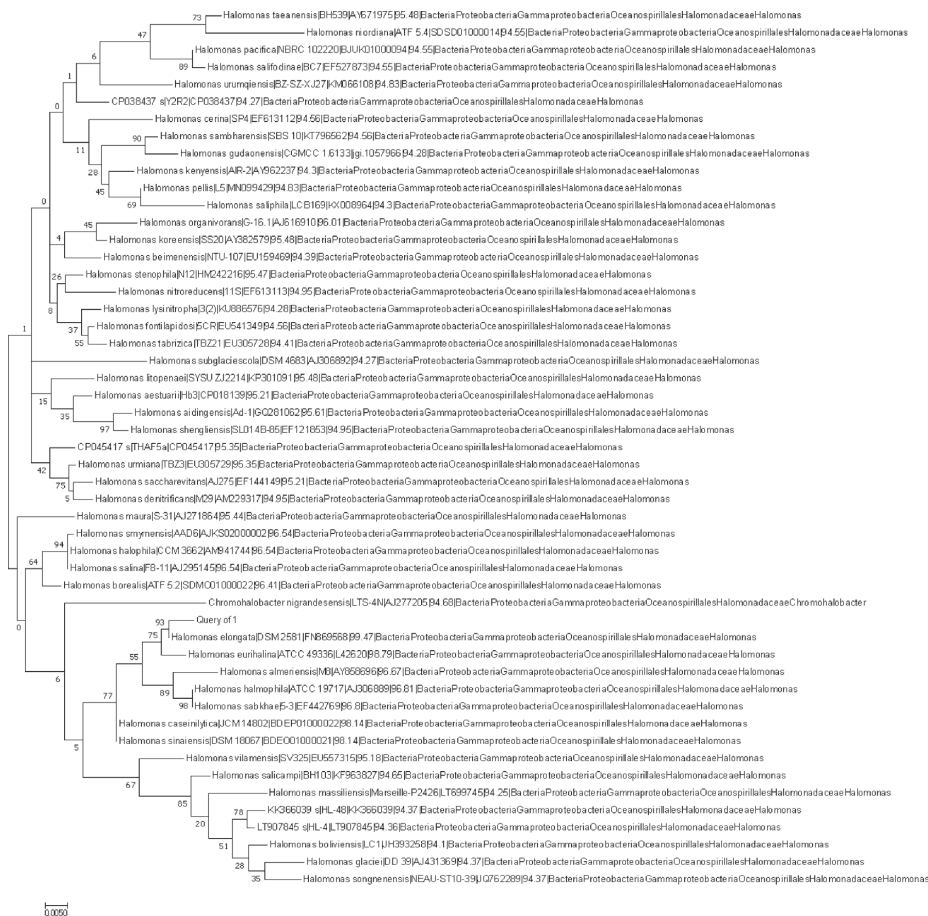 Halomonas taeanensis|BH539|AY671975|95.48|BacteriaProteobacteriaGammaproteobacteriaOceanospirillalesHalomonadaceaeHalomonas
73
Halomonas niordiana|ATF 5.4|SDSD01000014|94.55|BacteriaProteobacteriaGammaproteobacteriaOceanospirillalesHalomonadaceaeHalomonas
47
Halomonas pacifica|NBRC 102220|BJUK01000094|94.55|BacteriaProteobacteriaGammaproteobacteriaOceanospirillalesHalomonadaceaeHalomonas
6
89
Halomonas salifodinae|BC7|EF527873|94.55|BacteriaProteobacteriaGammaproteobacteriaOceanospirillalesHalomonadaceaeHalomonas
1
Halomonas urumqiensis|BZ-SZ-XJ27|KM066108|94.83|BacteriaProteobacteriaGammaproteobacteriaOceanospirillalesHalomonadaceaeHalomonas
0
CP038437 s|Y2R2|CP038437|94.27|BacteriaProteobacteriaGammaproteobacteriaOceanospirillalesHalomonadaceaeHalomonas
Halomonas cerina|SP4|EF613112|94.56|BacteriaProteobacteriaGammaproteobacteriaOceanospirillalesHalomonadaceaeHalomonas
90
Halomonas sambharensis|SBS 10|KT796562|94.56|BacteriaProteobacteriaGammaproteobacteriaOceanospirillalesHalomonadaceaeHalomonas
11
Halomonas gudaonensis|CGMCC 1.6133|jgi.1057966|94.28|BacteriaProteobacteriaGammaproteobacteriaOceanospirillalesHalomonadaceaeHalomonas
28
Halomonas kenyensis|AIR-2|AY962237|94.3|BacteriaProteobacteriaGammaproteobacteriaOceanospirillalesHalomonadaceaeHalomonas
45
Halomonas pellis|L5|MN099429|94.83|BacteriaProteobacteriaGammaproteobacteriaOceanospirillalesHalomonadaceaeHalomonas
0
69
Halomonas saliphila|LCB169|KX008964|94.3|BacteriaProteobacteriaGammaproteobacteriaOceanospirillalesHalomonadaceaeHalomonas
45
Halomonas organivorans|G-16.1|AJ616910|96.01|BacteriaProteobacteriaGammaproteobacteriaOceanospirillalesHalomonadaceaeHalomonas
4
Halomonas koreensis|SS20|AY382579|95.48|BacteriaProteobacteriaGammaproteobacteriaOceanospirillalesHalomonadaceaeHalomonas
Halomonas beimenensis|NTU-107|EU159469|94.39|BacteriaProteobacteriaGammaproteobacteriaOceanospirillalesHalomonadaceaeHalomonas
26
Halomonas stenophila|N12|HM242216|95.47|BacteriaProteobacteriaGammaproteobacteriaOceanospirillalesHalomonadaceaeHalomonas
Halomonas nitroreducens|11S|EF613113|94.95|BacteriaProteobacteriaGammaproteobacteriaOceanospirillalesHalomonadaceaeHalomonas
8
Halomonas lysinitropha|3(2)|KU886576|94.28|BacteriaProteobacteriaGammaproteobacteriaOceanospirillalesHalomonadaceaeHalomonas
1
37
Halomonas fontilapidosi|5CR|EU541349|94.56|BacteriaProteobacteriaGammaproteobacteriaOceanospirillalesHalomonadaceaeHalomonas
55
Halomonas tabrizica|TBZ21|EU305728|94.41|BacteriaProteobacteriaGammaproteobacteriaOceanospirillalesHalomonadaceaeHalomonas
Halomonas subglaciescola|DSM 4683|AJ306892|94.27|BacteriaProteobacteriaGammaproteobacteriaOceanospirillalesHalomonadaceaeHalomonas
Halomonas litopenaei|SYSU ZJ2214|KP301091|95.48|BacteriaProteobacteriaGammaproteobacteriaOceanospirillalesHalomonadaceaeHalomonas
15
Halomonas aestuarii|Hb3|CP018139|95.21|BacteriaProteobacteriaGammaproteobacteriaOceanospirillalesHalomonadaceaeHalomonas
35
Halomonas aidingensis|Ad-1|GQ281062|95.61|BacteriaProteobacteriaGammaproteobacteriaOceanospirillalesHalomonadaceaeHalomonas
97
Halomonas shengliensis|SL014B-85|EF121853|94.95|BacteriaProteobacteriaGammaproteobacteriaOceanospirillalesHalomonadaceaeHalomonas
CP045417 s|THAF5a|CP045417|95.35|BacteriaProteobacteriaGammaproteobacteriaOceanospirillalesHalomonadaceaeHalomonas
42
Halomonas urmiana|TBZ3|EU305729|95.35|BacteriaProteobacteriaGammaproteobacteriaOceanospirillalesHalomonadaceaeHalomonas
75
Halomonas saccharevitans|AJ275|EF144149|95.21|BacteriaProteobacteriaGammaproteobacteriaOceanospirillalesHalomonadaceaeHalomonas
5
Halomonas denitrificans|M29|AM229317|94.95|BacteriaProteobacteriaGammaproteobacteriaOceanospirillalesHalomonadaceaeHalomonas
Halomonas maura|S-31|AJ271864|95.44|BacteriaProteobacteriaGammaproteobacteriaOceanospirillalesHalomonadaceaeHalomonas
Halomonas smyrnensis|AAD6|AJKS02000002|96.54|BacteriaProteobacteriaGammaproteobacteriaOceanospirillalesHalomonadaceaeHalomonas
94
Halomonas halophila|CCM 3662|AM941744|96.54|BacteriaProteobacteriaGammaproteobacteriaOceanospirillalesHalomonadaceaeHalomonas
64
Halomonas salina|F8-11|AJ295145|96.54|BacteriaProteobacteriaGammaproteobacteriaOceanospirillalesHalomonadaceaeHalomonas
Halomonas borealis|ATF 5.2|SDMC01000022|96.41|BacteriaProteobacteriaGammaproteobacteriaOceanospirillalesHalomonadaceaeHalomonas
Chromohalobacter nigrandesensis|LTS-4N|AJ277205|94.68|BacteriaProteobacteriaGammaproteobacteriaOceanospirillalesHalomonadaceaeChromohalobacter
0
93
Query of 1
75
Halomonas elongata|DSM 2581|FN869568|99.47|BacteriaProteobacteriaGammaproteobacteriaOceanospirillalesHalomonadaceaeHalomonas
55
Halomonas eurihalina|ATCC 49336|L42620|98.79|BacteriaProteobacteriaGammaproteobacteriaOceanospirillalesHalomonadaceaeHalomonas
6
Halomonas almeriensis|M8|AY858696|96.67|BacteriaProteobacteriaGammaproteobacteriaOceanospirillalesHalomonadaceaeHalomonas
89
Halomonas halmophila|ATCC 19717|AJ306889|96.81|BacteriaProteobacteriaGammaproteobacteriaOceanospirillalesHalomonadaceaeHalomonas
77
98
Halomonas sabkhae|5-3|EF442769|96.8|BacteriaProteobacteriaGammaproteobacteriaOceanospirillalesHalomonadaceaeHalomonas
Halomonas caseinilytica|JCM 14802|BDEP01000022|98.14|BacteriaProteobacteriaGammaproteobacteriaOceanospirillalesHalomonadaceaeHalomonas
5
Halomonas sinaiensis|DSM 18067|BDEO01000021|98.14|BacteriaProteobacteriaGammaproteobacteriaOceanospirillalesHalomonadaceaeHalomonas
Halomonas vilamensis|SV325|EU557315|95.18|BacteriaProteobacteriaGammaproteobacteriaOceanospirillalesHalomonadaceaeHalomonas
67
Halomonas salicampi|BH103|KF963827|94.65|BacteriaProteobacteriaGammaproteobacteriaOceanospirillalesHalomonadaceaeHalomonas
85
Halomonas massiliensis|Marseille-P2426|LT699745|94.25|BacteriaProteobacteriaGammaproteobacteriaOceanospirillalesHalomonadaceaeHalomonas
78
KK366039 s|HL-48|KK366039|94.37|BacteriaProteobacteriaGammaproteobacteriaOceanospirillalesHalomonadaceaeHalomonas
20
LT907845 s|HL-4|LT907845|94.36|BacteriaProteobacteriaGammaproteobacteriaOceanospirillalesHalomonadaceaeHalomonas
51
Halomonas boliviensis|LC1|JH393258|94.1|BacteriaProteobacteriaGammaproteobacteriaOceanospirillalesHalomonadaceaeHalomonas
28
Halomonas glaciei|DD 39|AJ431369|94.37|BacteriaProteobacteriaGammaproteobacteriaOceanospirillalesHalomonadaceaeHalomonas
35
Halomonas songnenensis|NEAU-ST10-39|JQ762289|94.37|BacteriaProteobacteriaGammaproteobacteriaOceanospirillalesHalomonadaceaeHalomonas
0.0050